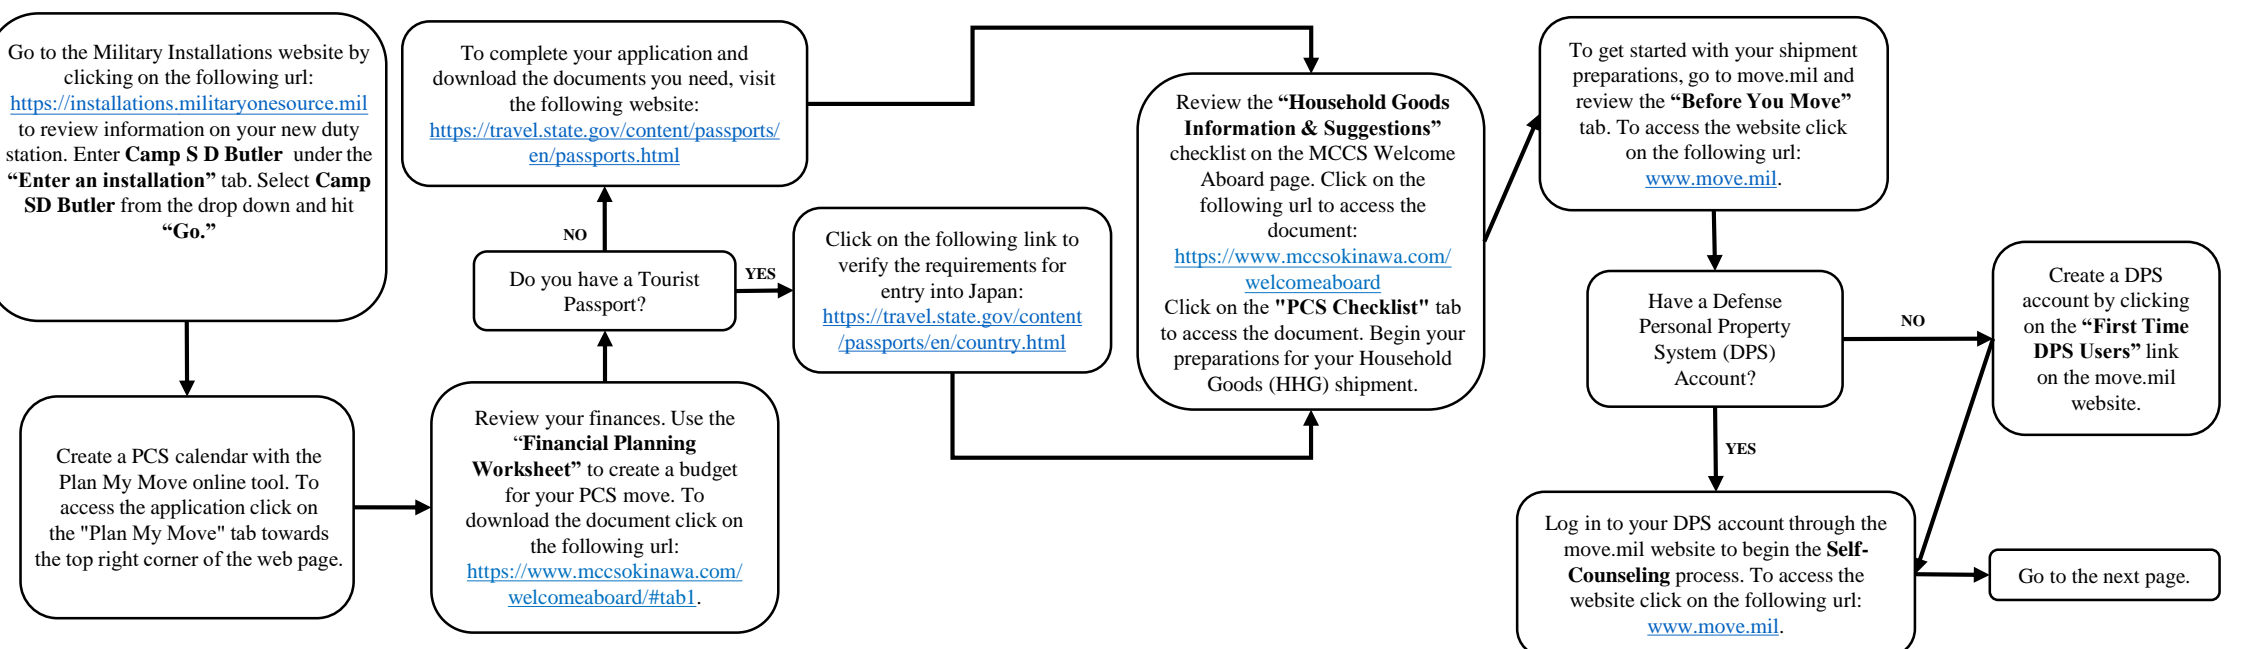 Go to the Military Installations website by
clicking on the following url:
https://installations.militaryonesource.mil
to review information on your new duty
station. Enter Camp S D Butler under the
“Enter an installation” tab. Select Camp
SD Butler from the drop down and hit
“Go.”
Create a PCS calendar with the
Plan My Move online tool. To
access the application click on
the "Plan My Move" tab towards
the top right corner of the web page.
Review your finances. Use the
“Financial Planning
Worksheet” to create a budget
for your PCS move. To
download the document click on
the following url:
https://www.mccsokinawa.com/
welcomeaboard/#tab1.
Do you have a Tourist
Passport?
NO
To complete your application and
download the documents you need, visit
the following website:
https://travel.state.gov/content/passports/
en/passports.html
YES
Click on the following link to
verify the requirements for
entry into Japan:
https://travel.state.gov/content
/passports/en/country.html
Review the “Household Goods
Information & Suggestions”
checklist on the MCCS Welcome
Aboard page. Click on the
following url to access the
document:
https://www.mccsokinawa.com/
welcomeaboard
Click on the "PCS Checklist" tab
to access the document. Begin your
preparations for your Household
Goods (HHG) shipment.
To get started with your shipment
preparations, go to move.mil and
review the “Before You Move”
tab. To access the website click
on the following url:
www.move.mil.
Have a Defense
Personal Property
System (DPS)
Account?
NO
Create a DPS
account by clicking
on the “First Time
DPS Users” link
on the move.mil
website.
YES
Log in to your DPS account through the
move.mil website to begin the Self-
Counseling process. To access the
website click on the following url:
www.move.mil.
Go to the next page.